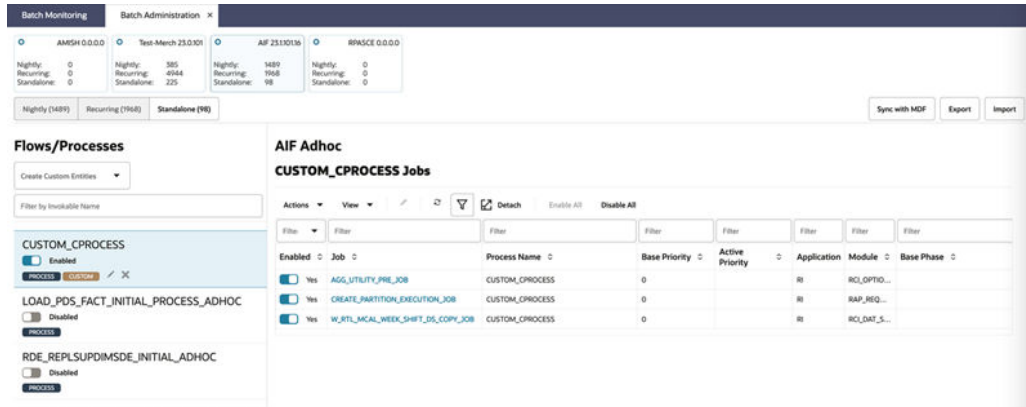 Batch Monitoring Batch Administration ×
AMISH 0.0.0.0 Test-Merch 23.0.101 AIF 23.1.101.16 RPASCE 0.0.0.0
Nightly: 0 Nightly: 385 Nightly: 1489 Nightly: 0
Recurring: 0 Recurring: 4944 Recurring: 1968 Recurring: 0
Standalone: 0 Standalone: 225 Standalone: 98 Standalone: 0
Nightly (1489) Recurring (1968) Standalone (98) Sync with MDF Export Import
Flows/Processes
Create Custom Entities
Filter by Invokable Name
CUSTOM_CPROCESS
Enabled
PROCESS CUSTOM
LOAD_PDS_FACT_INITIAL_PROCESS_ADHOC
Disabled
PROCESS
RDE_REPLSUPDIMSDE_INITIAL_ADHOC
Disabled
PROCESS
AIF Adhoc
CUSTOM_CPROCESS Jobs
Actions View Detach Enable All Disable All
Filte Filter Filter Filter Filter Filter Filter Filter
Enabled Job Process Name Base Priority Active Priority Application Module Base Phase
Yes AGG_UTILITY_PRE_JOB CUSTOM_CPROCESS 0 RI RCI_OPTIO...
Yes CREATE_PARTITION_EXECUTION_JOB CUSTOM_CPROCESS 0 RI RAP_REQ...
Yes W_RTL_MCAL_WEEK_SHIFT_DS_COPY_JOB CUSTOM_CPROCESS 0 RI RCI_DAT_S...